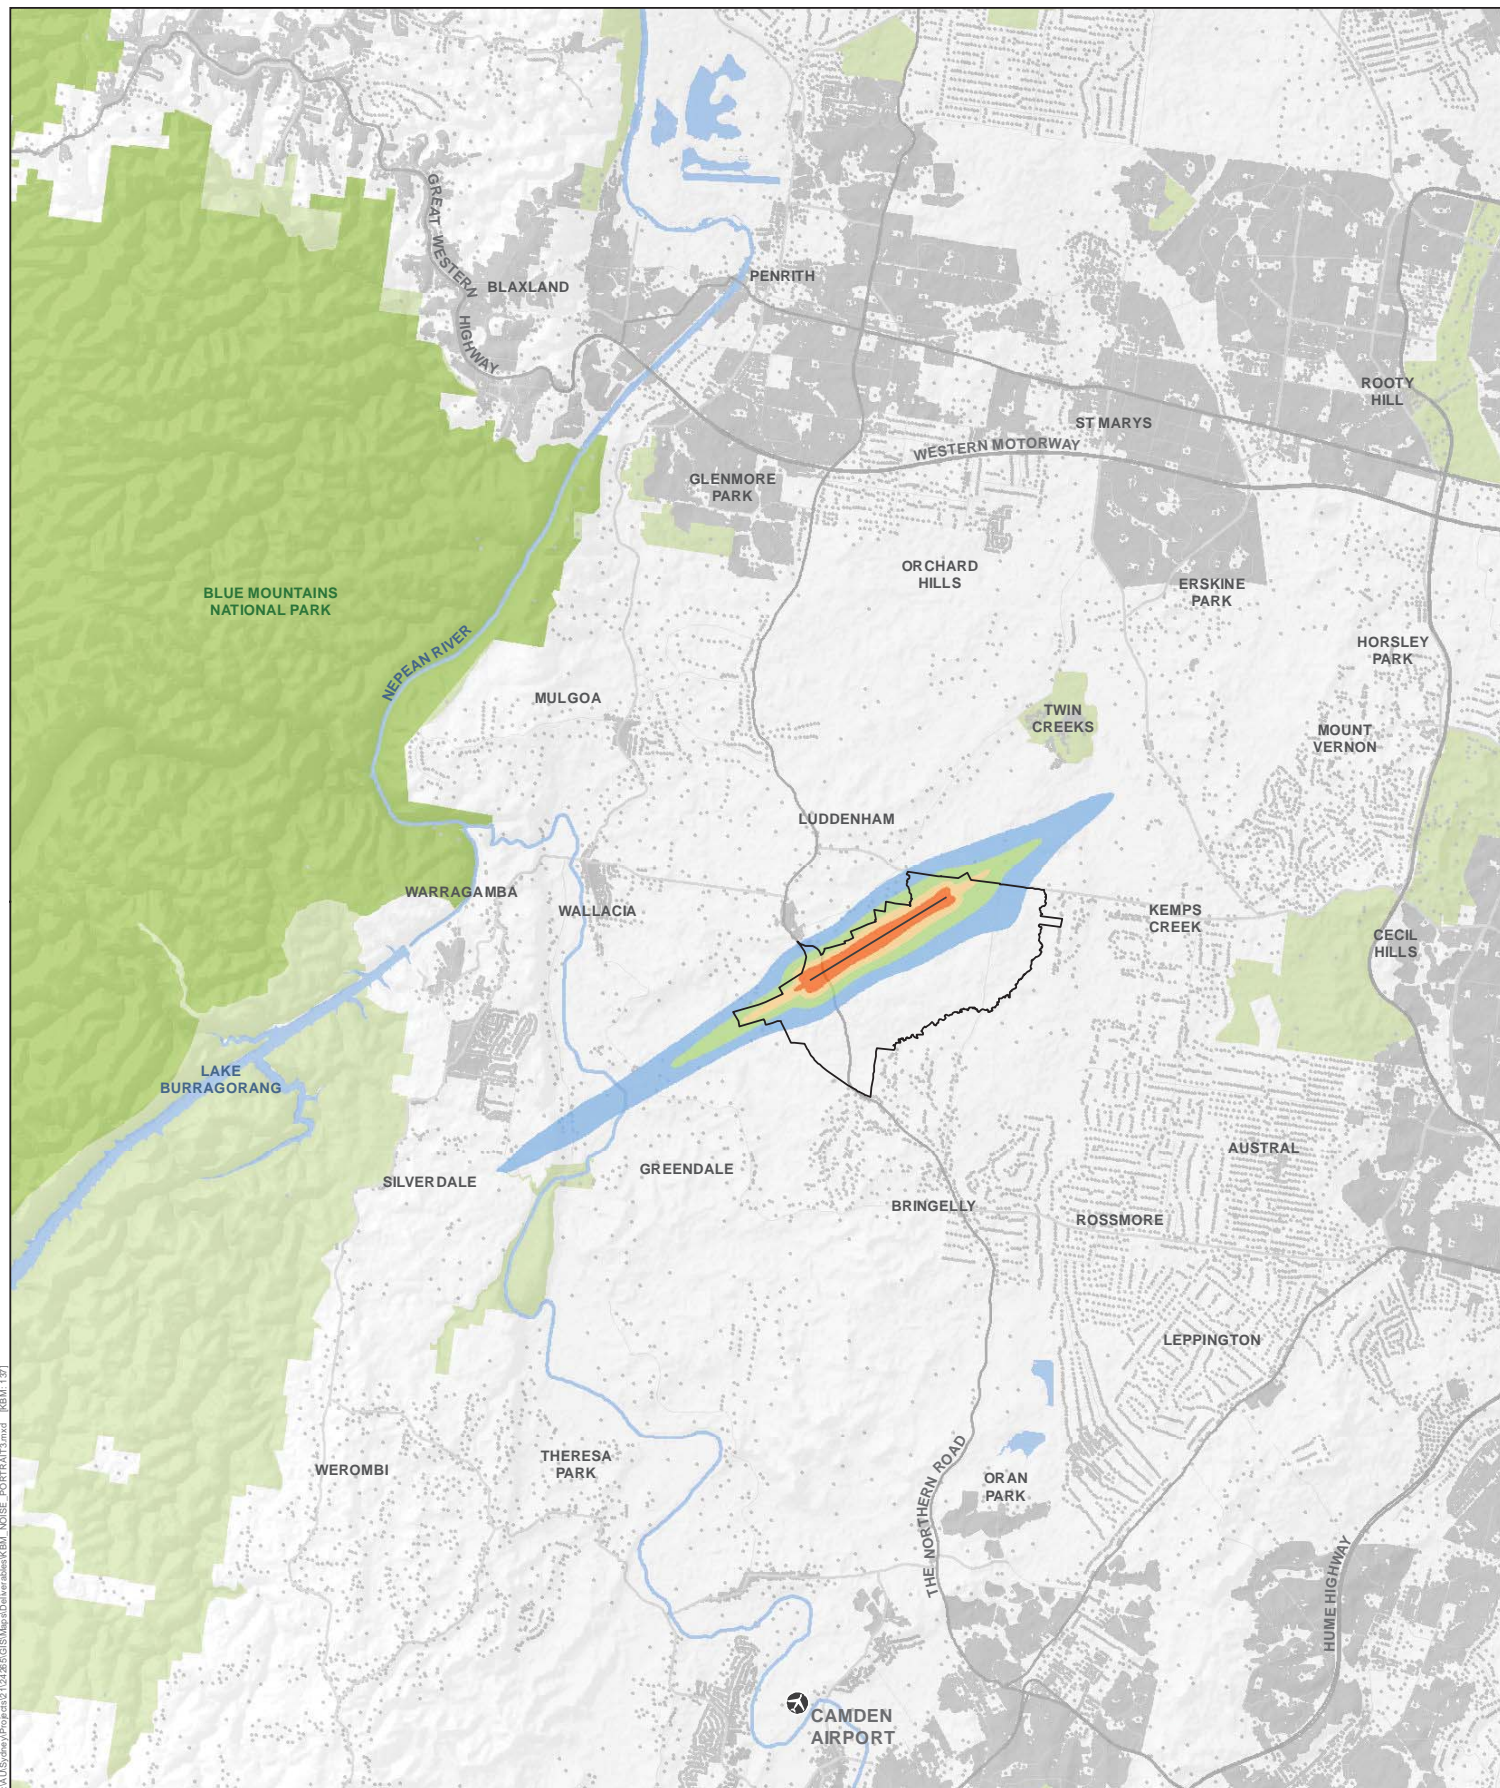 GREAT WESTERN
HIGHWAY
BLAXLAND
PENRITH
ROOTY
HILL
ST MARYS
WESTERN MOTORWAY
GLENMORE
PARK
ORCHARD
HILLS
ERSKINE
PARK
BLUE MOUNTAINS
NATIONAL PARK
HORSLEY
PARK
NEPEAN RIVER
MULGOA
TWIN
CREEKS
MOUNT
VERNON
LUDDENHAM
WARRAGAMBA
WALLACIA
KEMPS
CREEK
CECIL
HILLS
LAKE
BURRAGORANG
AUSTRAL
SILVERDALE
GREENDALE
BRINGELLY
ROSSMORE
LEPPINGTON
THERESA
PARK
WEROMBI
ORAN
PARK
THE NORTHERN ROAD
HUME HIGHWAY
CAMDEN
AIRPORT